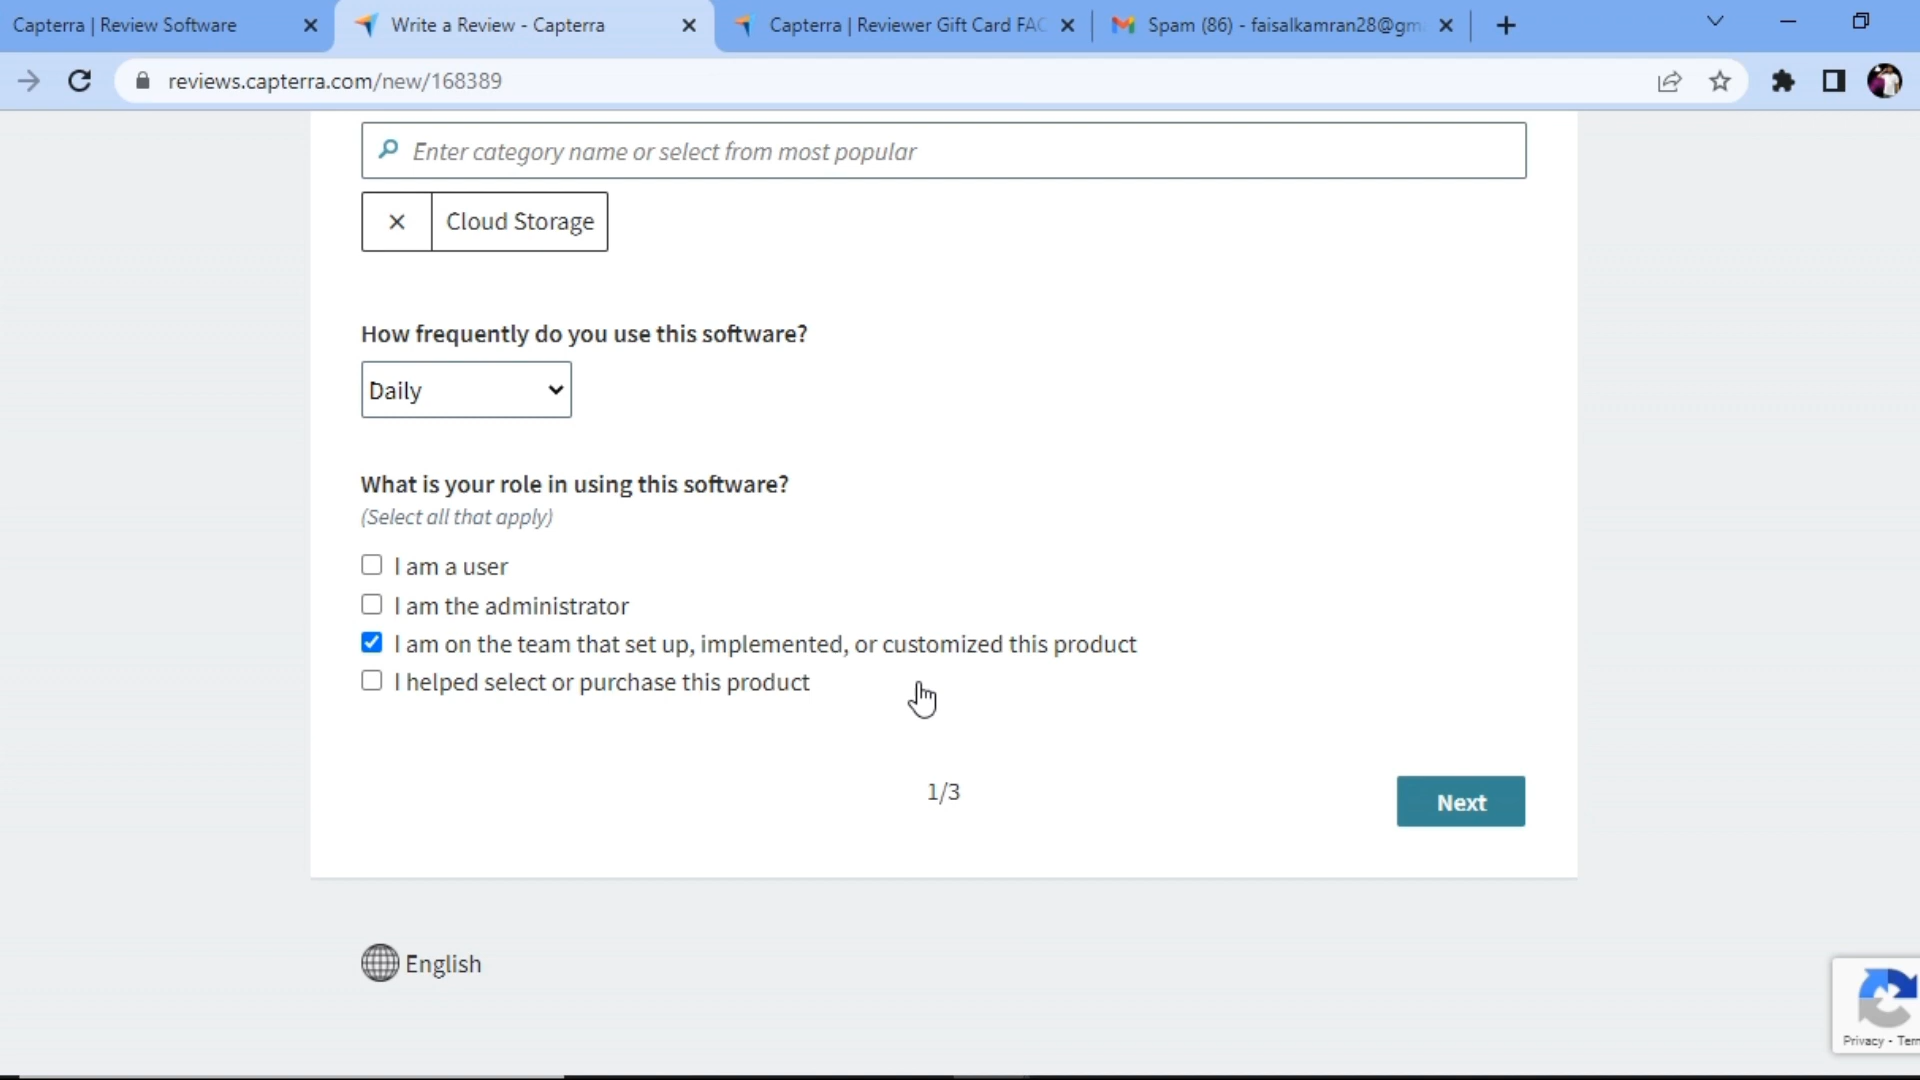 Capterra | Review Software
Write a Review - Capterra
Capterra | Reviewer Gift Card FAC
Spam (86) - faisalkamran28@gm
reviews.capterra.com/new/168389
Enter category name or select from most popular
Cloud Storage
How frequently do you use this software?
Daily
What is your role in using this software?
(Select all that apply)
I am a user
I am the administrator
I am on the team that set up, implemented, or customized this product
I helped select or purchase this product
1/3
Next
English
Privacy - Tern